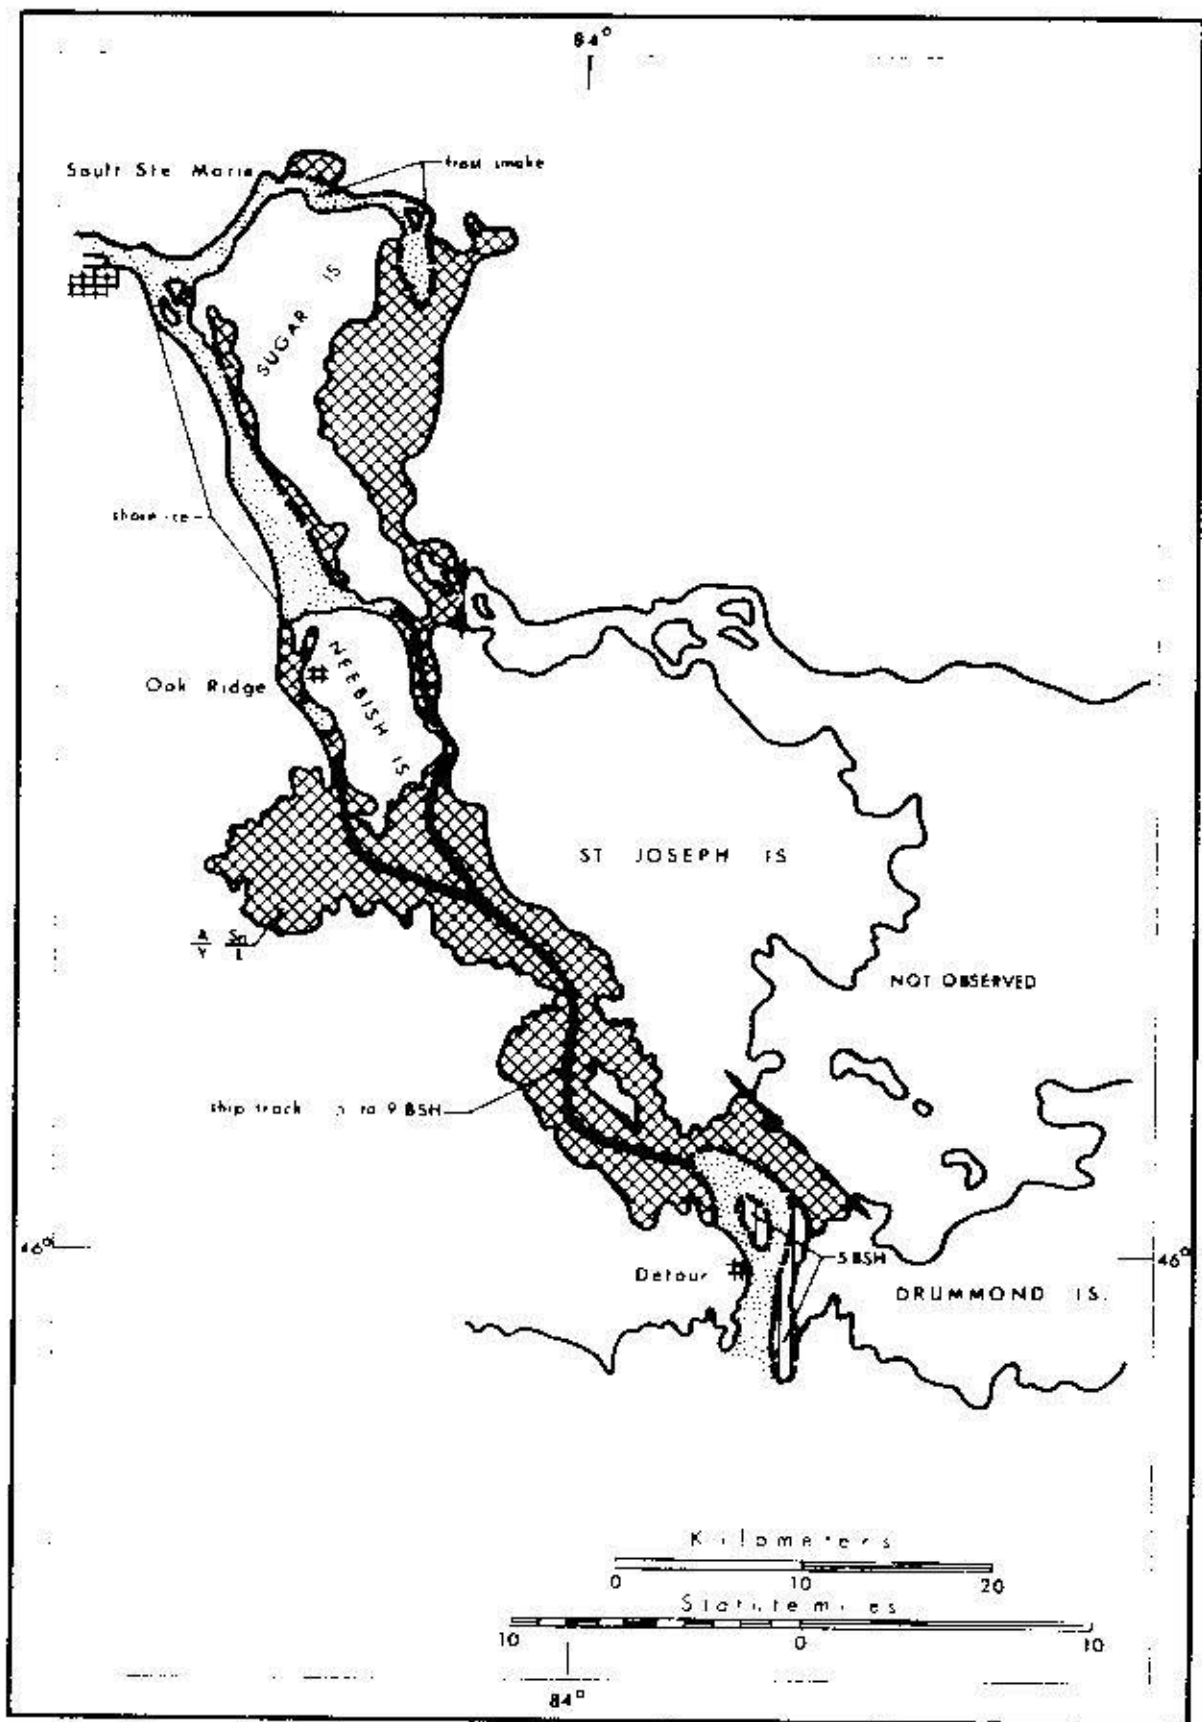 84°
Sault Ste Marie
frost smoke
SUGAR IS
shore ice
NEEBISH IS
Oak Ridge
ST JOSEPH IS
A Sn
Y L
NOT OBSERVED
ship track
to 9 BSH
46°
46°
5 BSH
Detour
DRUMMOND IS.
Kilometers
0 10 20
Statute miles
10 0 10
84°